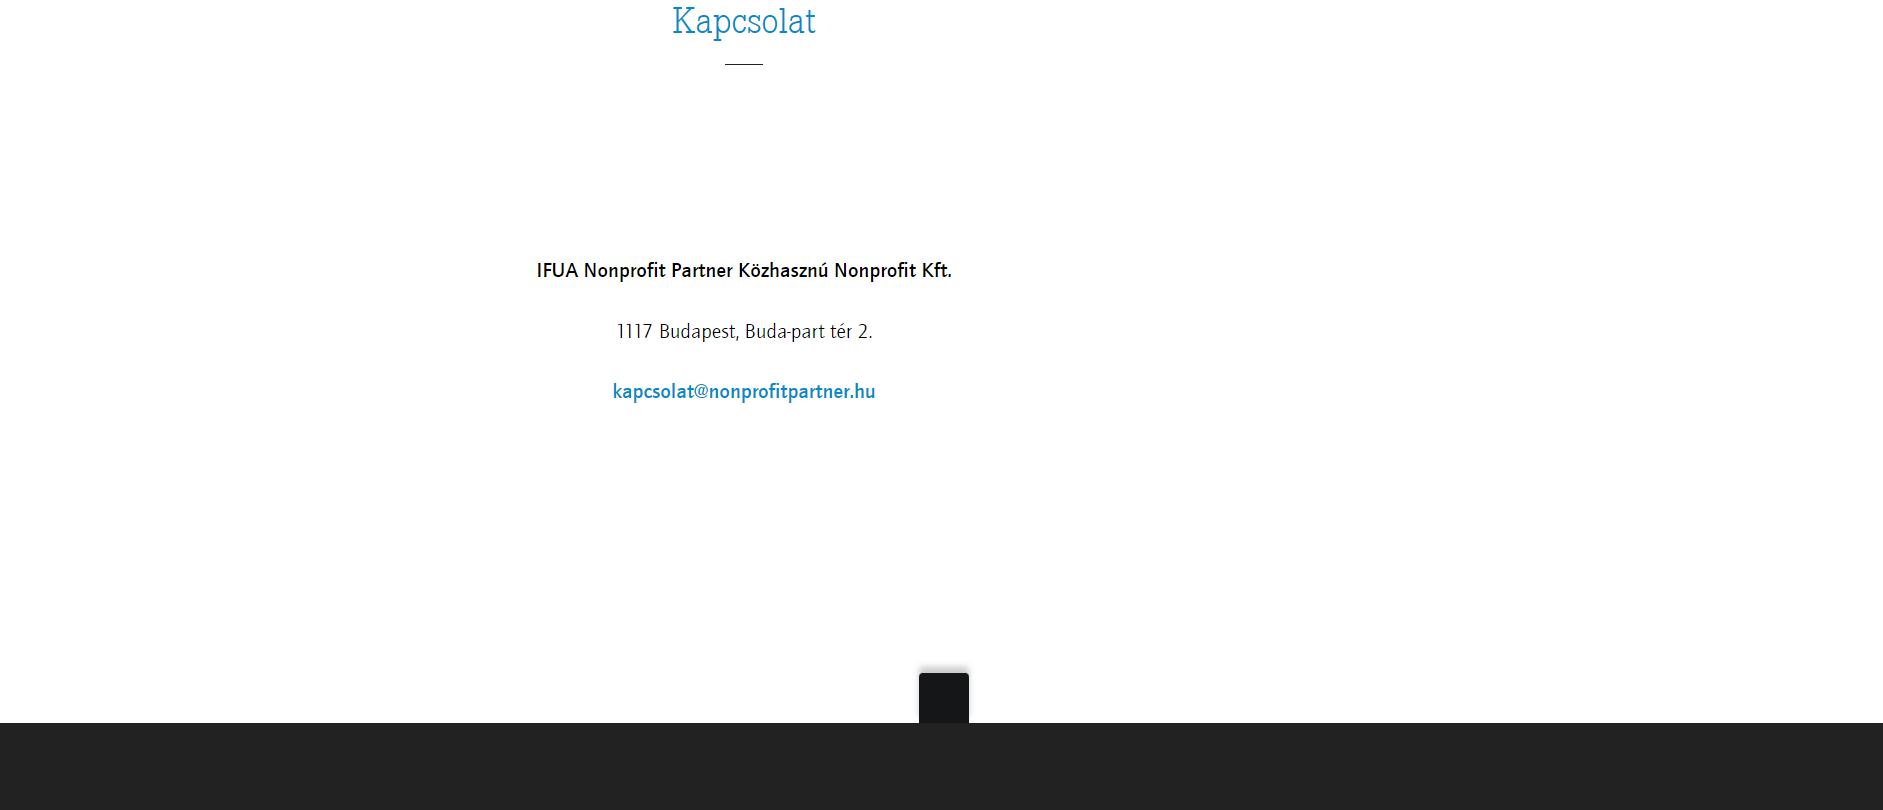 Kapcsolat
IFUA Nonprofit Partner Közhasznú Nonprofit Kft.
1117 Budapest, Buda-part tér 2.
kapcsolat@nonprofitpartner.hu